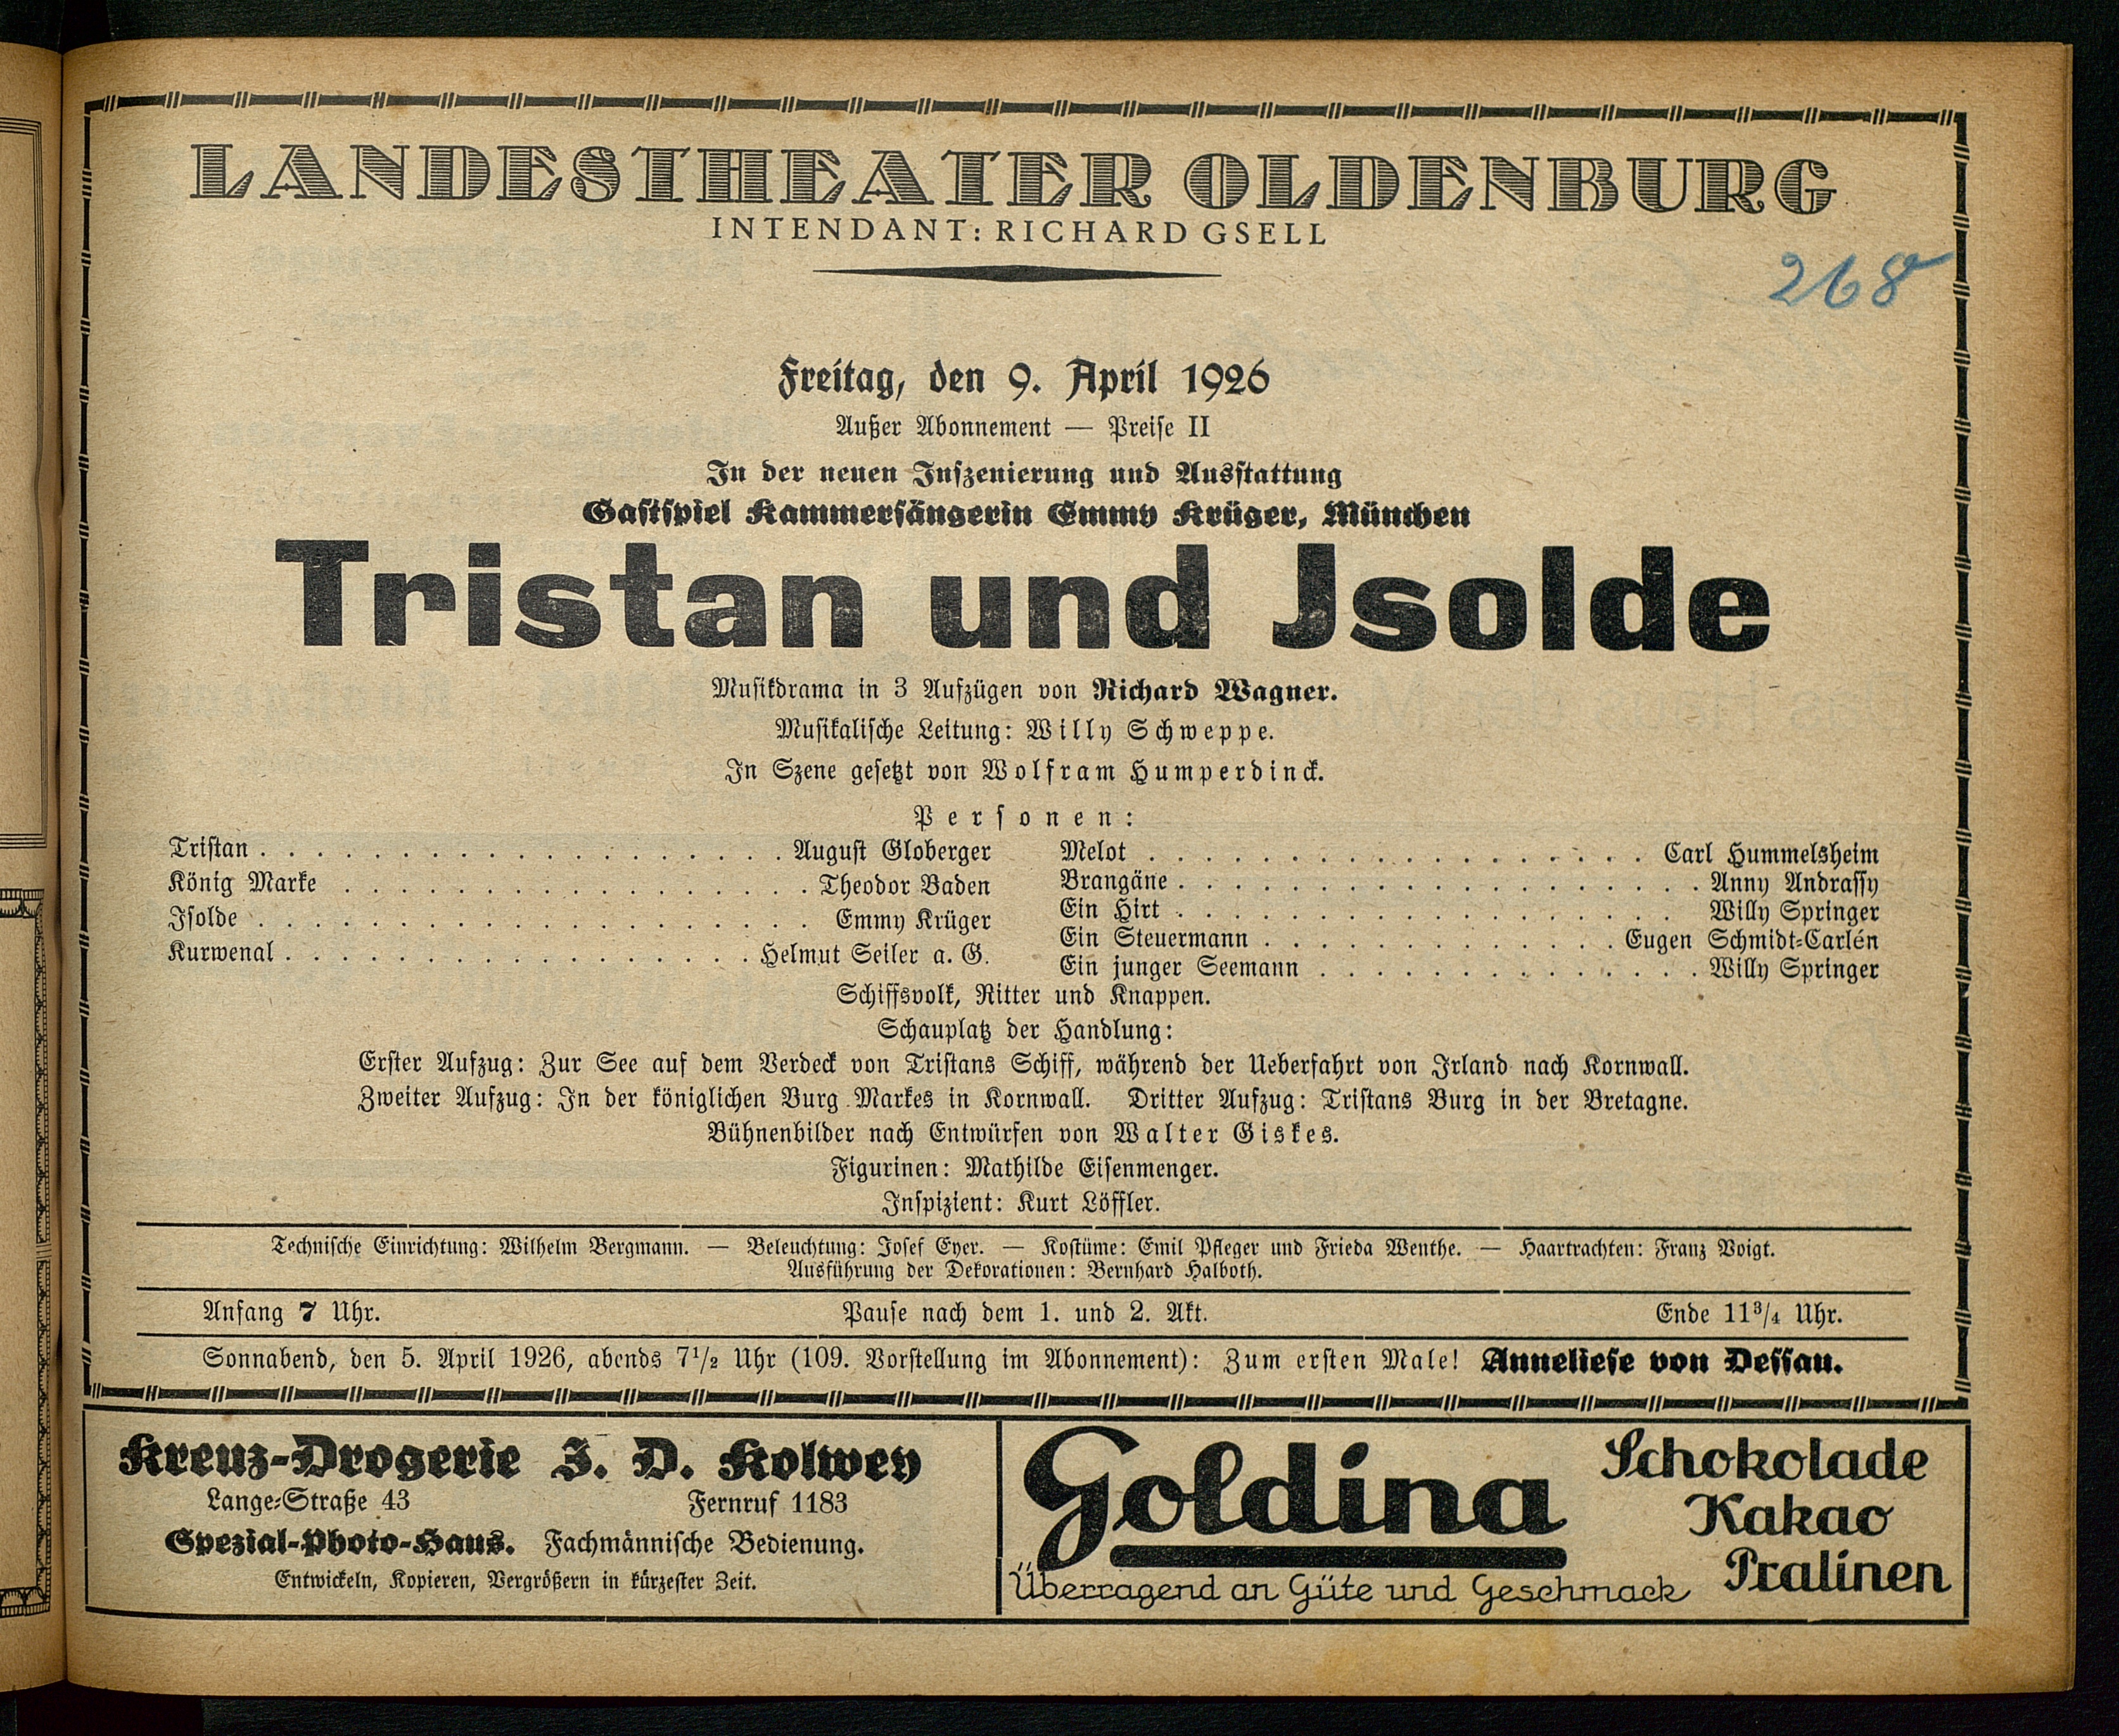 LANDESTHEATER OLDENBURG
INTENDANT: RICHARD GSELL
268
Freitag, den 9. April 1926
Außer Abonnement — Preise II
In der neuen Inszenierung und Ausstattung
Gastspiel Kammersängerin Emmy Krüger, München
Tristan und Jsolde
Musikdrama in 3 Aufzügen von Richard Wagner.
Musikalische Leitung: Willy Schweppe.
In Szene gesetzt von Wolfram Humperdinck.
Personen:
Tristan . . . . . . . . . . . . . . . . . . . August Globerger
König Marke . . . . . . . . . . . . . . . . . Theodor Baden
Isolde . . . . . . . . . . . . . . . . . . . . Emmy Krüger
Kurwenal . . . . . . . . . . . . . . . . . Helmut Seiler a. G.
Melot . . . . . . . . . . . . . . . . . . Carl Hummelsheim
Brangäne . . . . . . . . . . . . . . . . . . . Anny Andrassy
Ein Hirt . . . . . . . . . . . . . . . . . . Willy Springer
Ein Steuermann . . . . . . . . . . . . . Eugen Schmidt-Carlén
Ein junger Seemann . . . . . . . . . . . . . . Willy Springer
Schiffsvolk, Ritter und Knappen.
Schauplatz der Handlung:
Erster Aufzug: Zur See auf dem Verdeck von Tristans Schiff, während der Ueberfahrt von Irland nach Kornwall.
Zweiter Aufzug: In der königlichen Burg Markes in Kornwall. Dritter Aufzug: Tristans Burg in der Bretagne.
Bühnenbilder nach Entwürfen von Walter Giskes.
Figurinen: Mathilde Eisenmenger.
Inspizient: Kurt Löffler.
Technische Einrichtung: Wilhelm Bergmann. — Beleuchtung: Josef Eyer. — Kostüme: Emil Pfleger und Frieda Wenthe. — Haartrachten: Franz Voigt.
Ausführung der Dekorationen: Bernhard Halboth.
Anfang 7 Uhr. Pause nach dem 1. und 2. Akt. Ende 11³/₄ Uhr.
Sonnabend, den 5. April 1926, abends 7¹/₂ Uhr (109. Vorstellung im Abonnement): Zum ersten Male! Anneliese von Dessau.
Kreuz-Drogerie J. D. Kolwey
Lange-Straße 43 Fernruf 1183
Spezial-Photo-Haus. Fachmännische Bedienung.
Entwickeln, Kopieren, Vergrößern in kürzester Zeit.
Goldina
Schokolade
Kakao
Pralinen
Überragend an Güte und Geschmack